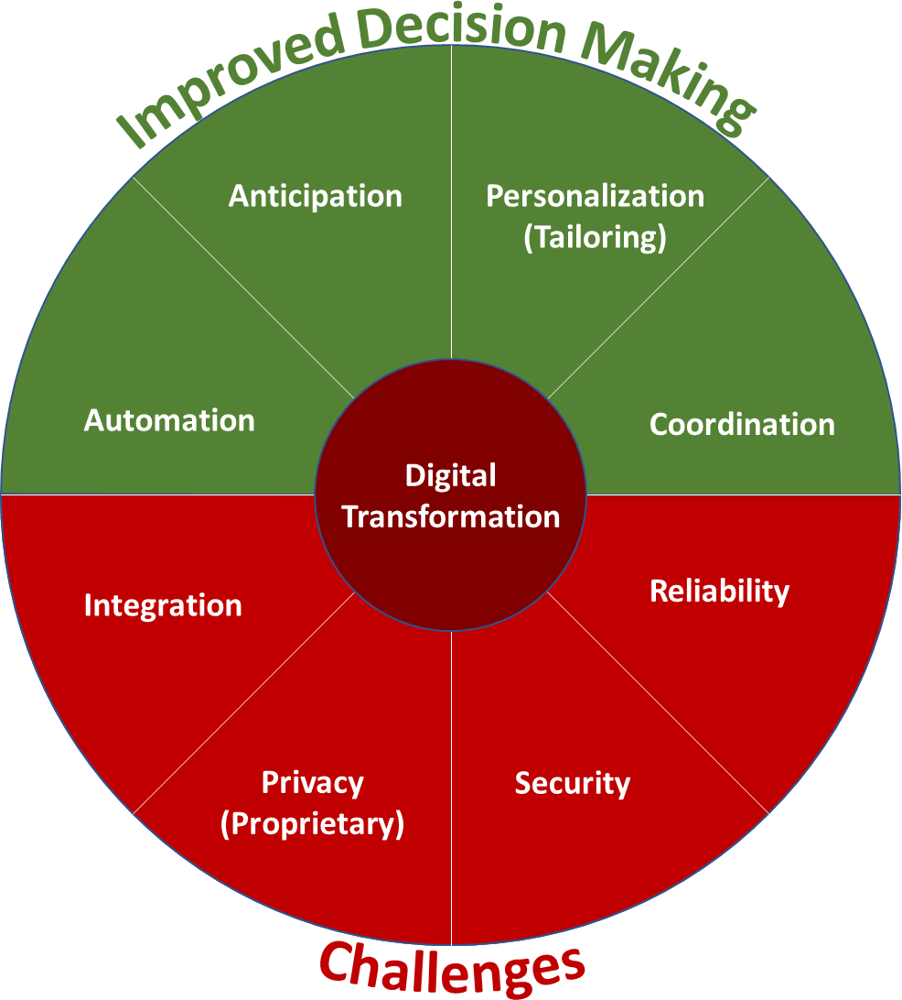 Improved Decision Making
Anticipation
Personalization
(Tailoring)
Automation
Coordination
Digital
Transformation
Integration
Reliability
Privacy
(Proprietary)
Security
Challenges